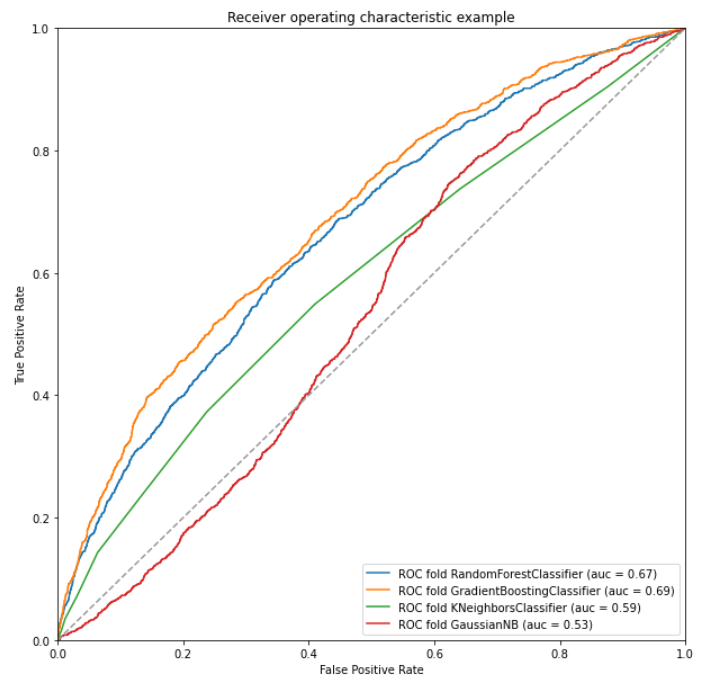 Receiver operating characteristic example
1.0
0.8
0.6
0.4
0.2
0.0
True Positive Rate
ROC fold RandomForestClassifier (auc = 0.67)
ROC fold GradientBoostingClassifier (auc = 0.69)
ROC fold KNeighborsClassifier (auc = 0.59)
ROC fold GaussianNB (auc = 0.53)
0.0 0.2 0.4 0.6 0.8 1.0
False Positive Rate